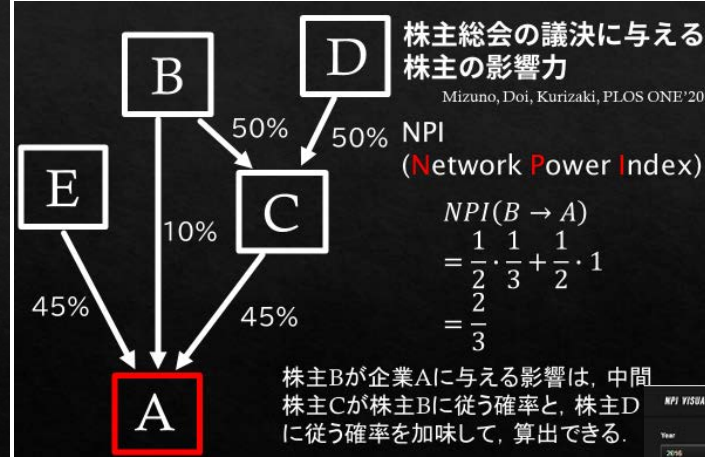 株主総会の議決に与える
株主の影響力
Mizuno, Doi, Kurizaki, PLOS ONE'20
NPI
(Network Power Index)
B
D
50%
50%
E
C
10%
45%
45%
A
NPI(B → A)
= 1/2 · 1/3 + 1/2 · 1
= 2/3
株主Bが企業Aに与える影響は, 中間
株主Cが株主Bに従う確率と, 株主D
に従う確率を加味して, 算出できる.
NPI VISUA
Year
2016